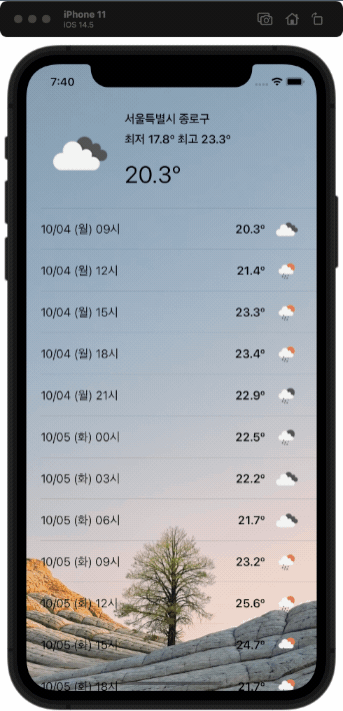 iPhone 11
iOS 14.5
7:40
서울특별시 종로구
최저 17.8° 최고 23.3°
20.3°
10/04 (월) 09시 20.3°
10/04 (월) 12시 21.4°
10/04 (월) 15시 23.3°
10/04 (월) 18시 23.4°
10/04 (월) 21시 22.9°
10/05 (화) 00시 22.5°
10/05 (화) 03시 22.2°
10/05 (화) 06시 21.7°
10/05 (화) 09시 23.2°
10/05 (화) 12시 25.6°
10/05 (화) 15시 24.7°
10/05 (화) 18시 21.7°